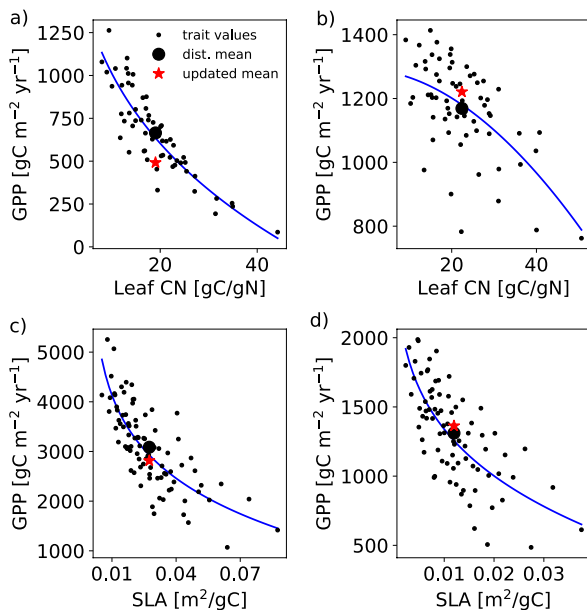 a)
1250
1000
750
500
250
0
GPP [gC m⁻² yr⁻¹]
20
40
Leaf CN [gC/gN]
trait values
dist. mean
updated mean
b)
1400
1200
1000
800
GPP [gC m⁻² yr⁻¹]
20
40
Leaf CN [gC/gN]
c)
5000
4000
3000
2000
1000
GPP [gC m⁻² yr⁻¹]
0.01
0.04
0.07
SLA [m²/gC]
d)
2000
1500
1000
500
GPP [gC m⁻² yr⁻¹]
0.01
0.02
0.03
SLA [m²/gC]